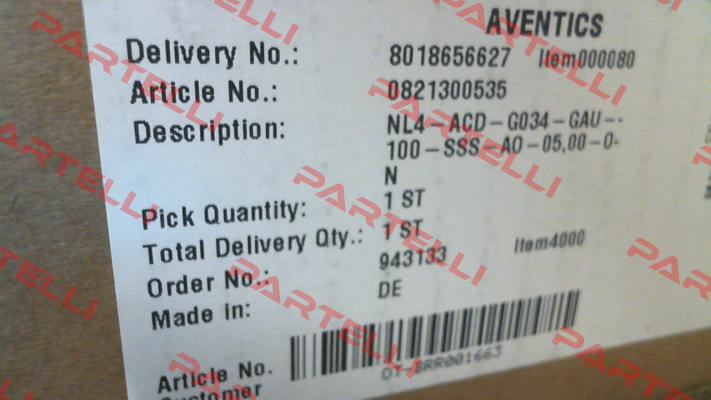 AVENTICS
Delivery No.: 8018656627 Item000080
Article No.: 0821300535
Description: NL4-ACD-G034-GAU-
100-SSS-AO-05,00-0-
N
Pick Quantity: 1 ST
Total Delivery Qty.: 1 ST
Order No.: 943133 Item4000
Made in: DE
Article No.
Customer
PARTELLI
PARTELLI
PARTELLI
PARTELLI
PARTELLI
PARTELLI